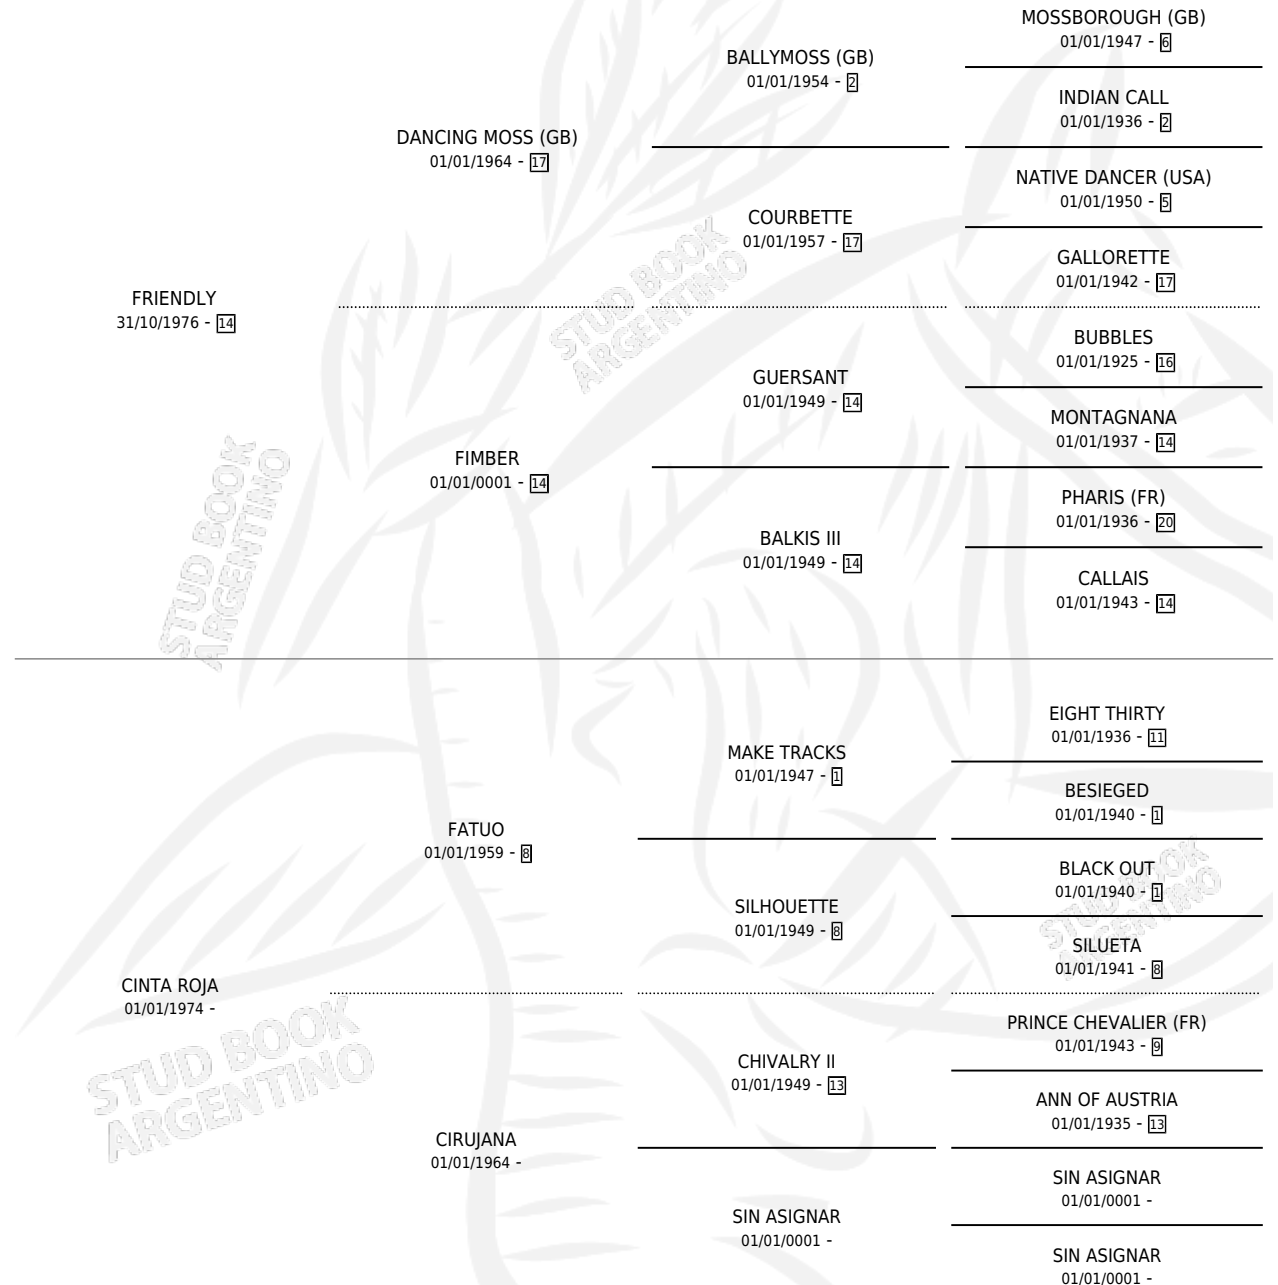 MOSSBOROUGH (GB)
01/01/1947 - 6
BALLYMOSS (GB)
01/01/1954 - 2
INDIAN CALL
01/01/1936 - 2
DANCING MOSS (GB)
01/01/1964 - 17
NATIVE DANCER (USA)
01/01/1950 - 5
COURBETTE
01/01/1957 - 17
GALLORETTE
01/01/1942 - 17
FRIENDLY
31/10/1976 - 14
BUBBLES
01/01/1925 - 16
GUERSANT
01/01/1949 - 14
MONTAGNANA
01/01/1937 - 14
FIMBER
01/01/0001 - 14
PHARIS (FR)
01/01/1936 - 20
BALKIS III
01/01/1949 - 14
CALLAIS
01/01/1943 - 14
STUD BOOK
ARGENTINO
STUD BOOK
ARGENTINO
EIGHT THIRTY
01/01/1936 - 11
MAKE TRACKS
01/01/1947 - 1
BESIEGED
01/01/1940 - 1
FATUO
01/01/1959 - 8
BLACK OUT
01/01/1940 - 1
SILHOUETTE
01/01/1949 - 8
SILUETA
01/01/1941 - 8
CINTA ROJA
01/01/1974 -
PRINCE CHEVALIER (FR)
01/01/1943 - 9
CHIVALRY II
01/01/1949 - 13
ANN OF AUSTRIA
01/01/1935 - 13
CIRUJANA
01/01/1964 -
SIN ASIGNAR
01/01/0001 -
SIN ASIGNAR
01/01/0001 -
SIN ASIGNAR
01/01/0001 -
STUD BOOK
ARGENTINO
STUD BOOK
ARGENTINO